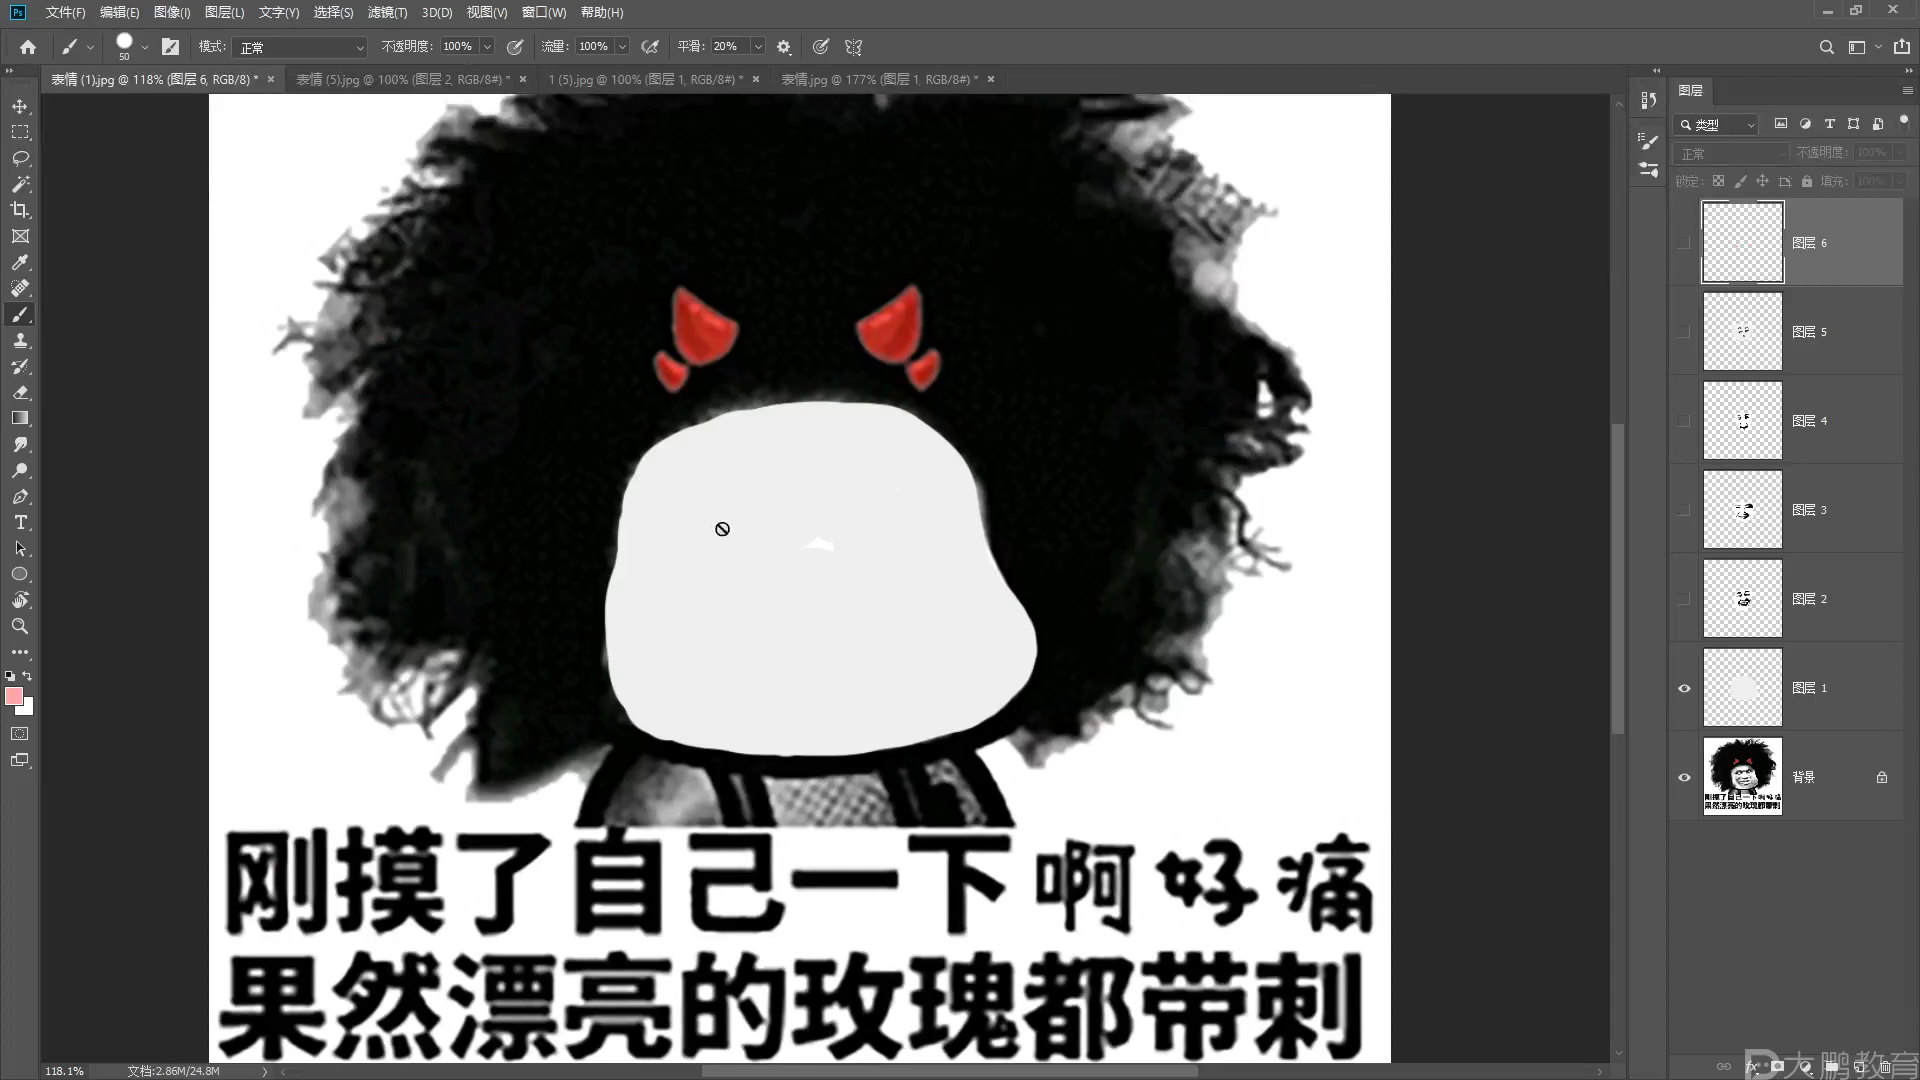 Ps 文件(F) 编辑(E) 图像(I) 图层(L) 文字(Y) 选择(S) 滤镜(T) 3D(D) 视图(V) 窗口(W) 帮助(H)
50 模式: 正常 不透明度: 100% 流量: 100% 平滑: 20%
表情 (1).jpg @ 118% (图层 6, RGB/8) * 表情 (5).jpg @ 100% (图层 2, RGB/8#) * 1 (5).jpg @ 100% (图层 1, RGB/8#) * 表情.jpg @ 177% (图层 1, RGB/8#) *
图层
类型
正常 不透明度: 100%
锁定: 填充: 100%
图层 6
图层 5
图层 4
图层 3
图层 2
图层 1
背景
刚摸了自己一下啊好痛
果然漂亮的玫瑰都带刺
118.1% 文档:2.86M/24.8M
大鹏教育